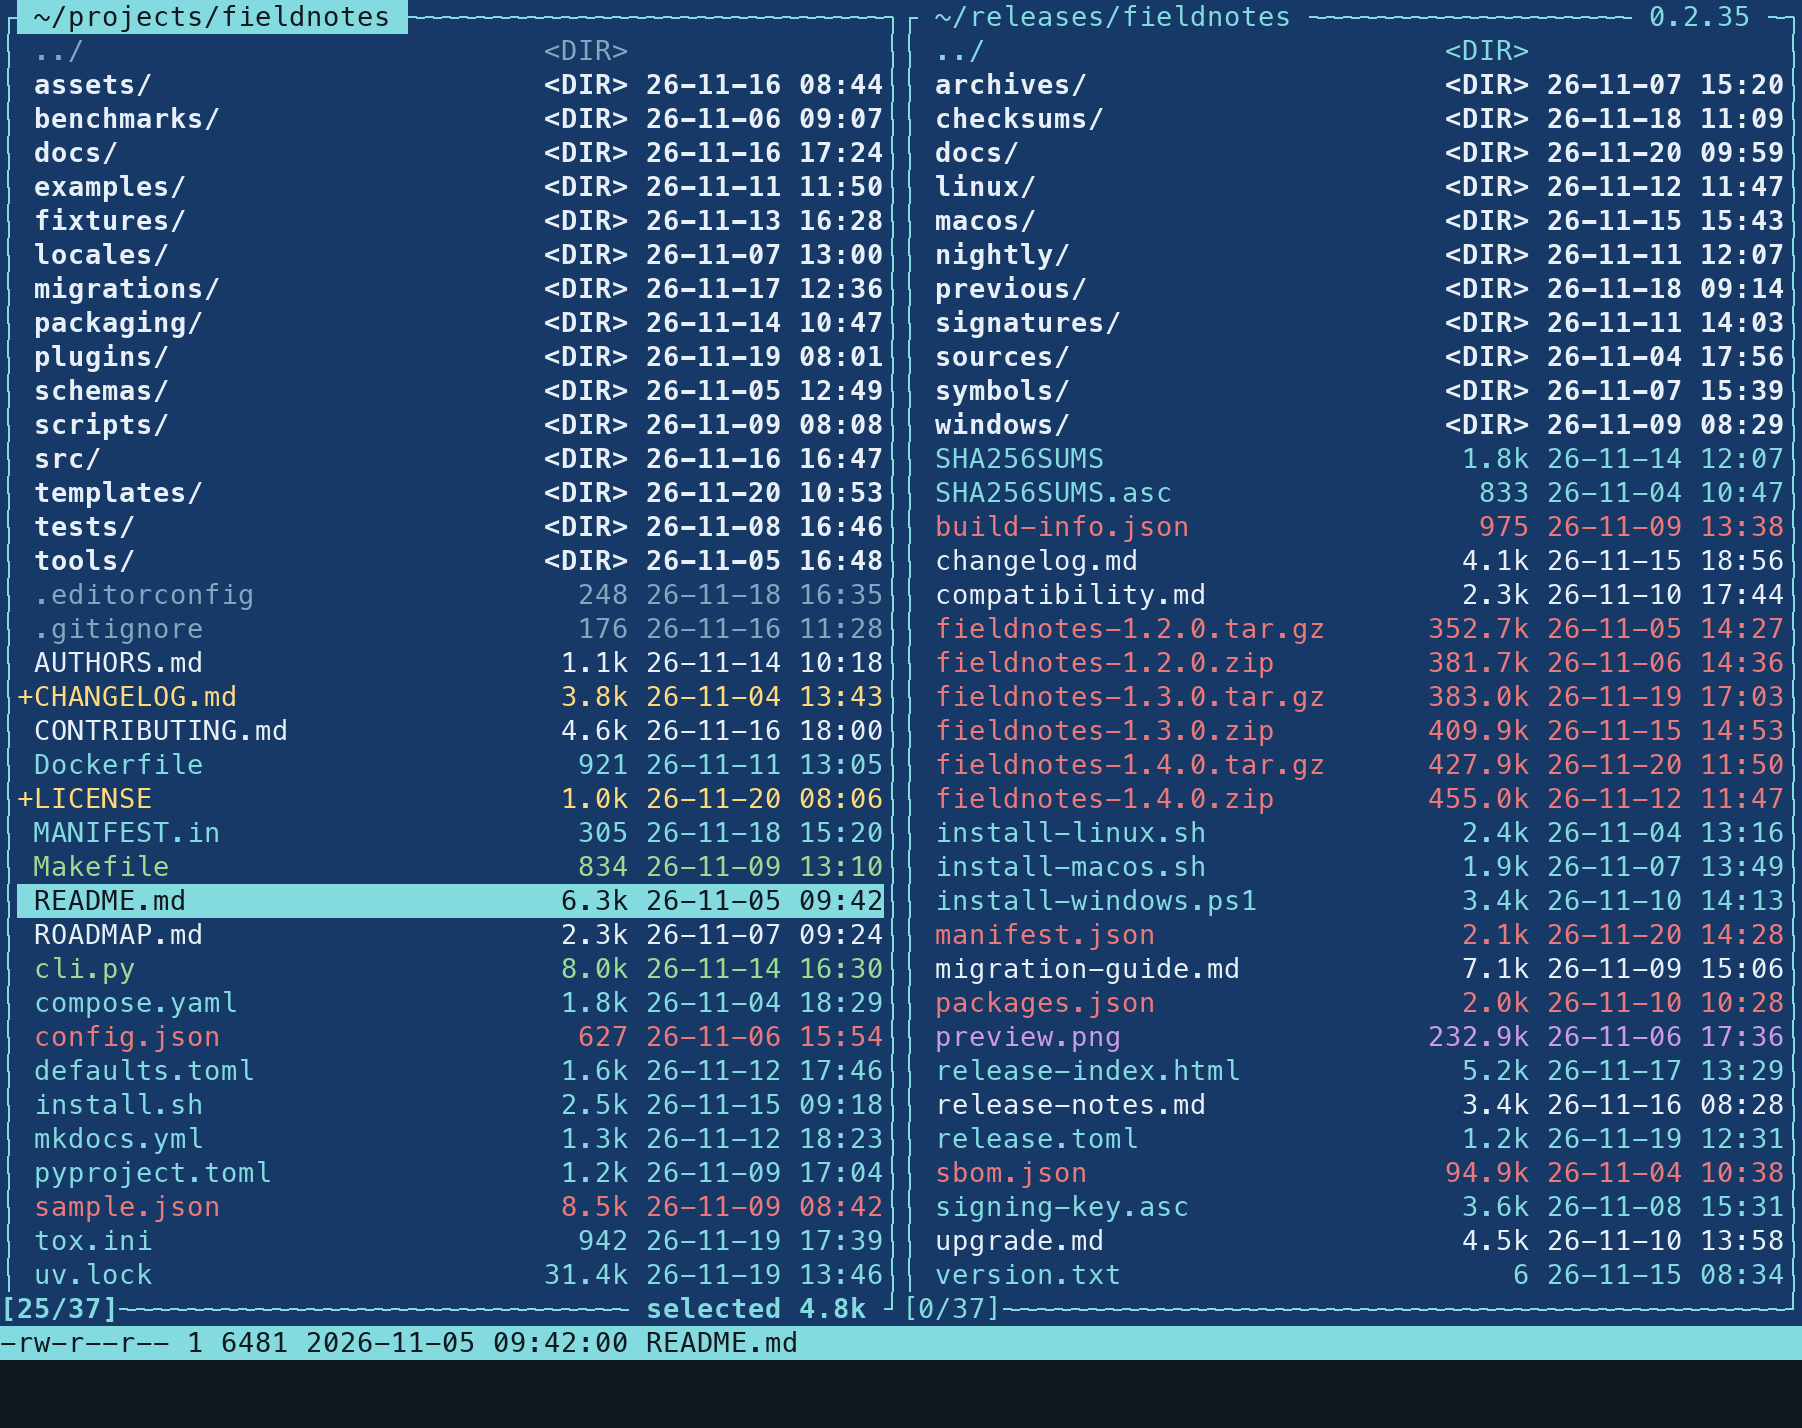 ~/projects/fieldnotes
../ <DIR>
assets/ <DIR> 26-11-16 08:44
benchmarks/ <DIR> 26-11-06 09:07
docs/ <DIR> 26-11-16 17:24
examples/ <DIR> 26-11-11 11:50
fixtures/ <DIR> 26-11-13 16:28
locales/ <DIR> 26-11-07 13:00
migrations/ <DIR> 26-11-17 12:36
packaging/ <DIR> 26-11-14 10:47
plugins/ <DIR> 26-11-19 08:01
schemas/ <DIR> 26-11-05 12:49
scripts/ <DIR> 26-11-09 08:08
src/ <DIR> 26-11-16 16:47
templates/ <DIR> 26-11-20 10:53
tests/ <DIR> 26-11-08 16:46
tools/ <DIR> 26-11-05 16:48
.editorconfig 248 26-11-18 16:35
.gitignore 176 26-11-16 11:28
AUTHORS.md 1.1k 26-11-14 10:18
+CHANGELOG.md 3.8k 26-11-04 13:43
CONTRIBUTING.md 4.6k 26-11-16 18:00
Dockerfile 921 26-11-11 13:05
+LICENSE 1.0k 26-11-20 08:06
MANIFEST.in 305 26-11-18 15:20
Makefile 834 26-11-09 13:10
README.md 6.3k 26-11-05 09:42
ROADMAP.md 2.3k 26-11-07 09:24
cli.py 8.0k 26-11-14 16:30
compose.yaml 1.8k 26-11-04 18:29
config.json 627 26-11-06 15:54
defaults.toml 1.6k 26-11-12 17:46
install.sh 2.5k 26-11-15 09:18
mkdocs.yml 1.3k 26-11-12 18:23
pyproject.toml 1.2k 26-11-09 17:04
sample.json 8.5k 26-11-09 08:42
tox.ini 942 26-11-19 17:39
uv.lock 31.4k 26-11-19 13:46
[25/37] selected 4.8k
~/releases/fieldnotes 0.2.35
../ <DIR>
archives/ <DIR> 26-11-07 15:20
checksums/ <DIR> 26-11-18 11:09
docs/ <DIR> 26-11-20 09:59
linux/ <DIR> 26-11-12 11:47
macos/ <DIR> 26-11-15 15:43
nightly/ <DIR> 26-11-11 12:07
previous/ <DIR> 26-11-18 09:14
signatures/ <DIR> 26-11-11 14:03
sources/ <DIR> 26-11-04 17:56
symbols/ <DIR> 26-11-07 15:39
windows/ <DIR> 26-11-09 08:29
SHA256SUMS 1.8k 26-11-14 12:07
SHA256SUMS.asc 833 26-11-04 10:47
build-info.json 975 26-11-09 13:38
changelog.md 4.1k 26-11-15 18:56
compatibility.md 2.3k 26-11-10 17:44
fieldnotes-1.2.0.tar.gz 352.7k 26-11-05 14:27
fieldnotes-1.2.0.zip 381.7k 26-11-06 14:36
fieldnotes-1.3.0.tar.gz 383.0k 26-11-19 17:03
fieldnotes-1.3.0.zip 409.9k 26-11-15 14:53
fieldnotes-1.4.0.tar.gz 427.9k 26-11-20 11:50
fieldnotes-1.4.0.zip 455.0k 26-11-12 11:47
install-linux.sh 2.4k 26-11-04 13:16
install-macos.sh 1.9k 26-11-07 13:49
install-windows.ps1 3.4k 26-11-10 14:13
manifest.json 2.1k 26-11-20 14:28
migration-guide.md 7.1k 26-11-09 15:06
packages.json 2.0k 26-11-10 10:28
preview.png 232.9k 26-11-06 17:36
release-index.html 5.2k 26-11-17 13:29
release-notes.md 3.4k 26-11-16 08:28
release.toml 1.2k 26-11-19 12:31
sbom.json 94.9k 26-11-04 10:38
signing-key.asc 3.6k 26-11-08 15:31
upgrade.md 4.5k 26-11-10 13:58
version.txt 6 26-11-15 08:34
[0/37]
-rw-r--r-- 1 6481 2026-11-05 09:42:00 README.md